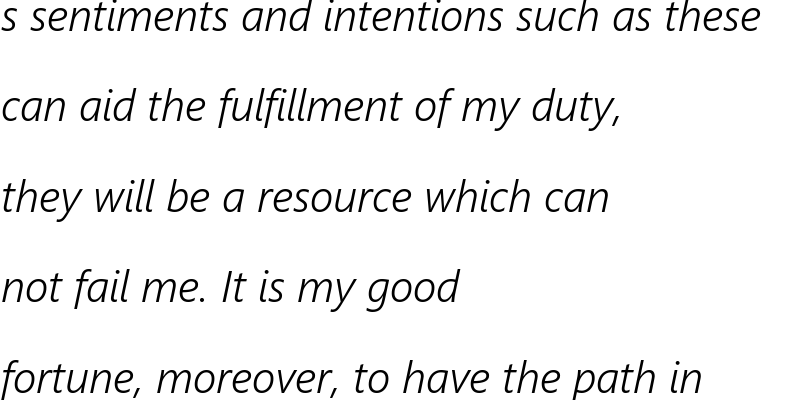 s sentiments and intentions such as these
can aid the fulfillment of my duty,
they will be a resource which can
not fail me. It is my good
fortune, moreover, to have the path in